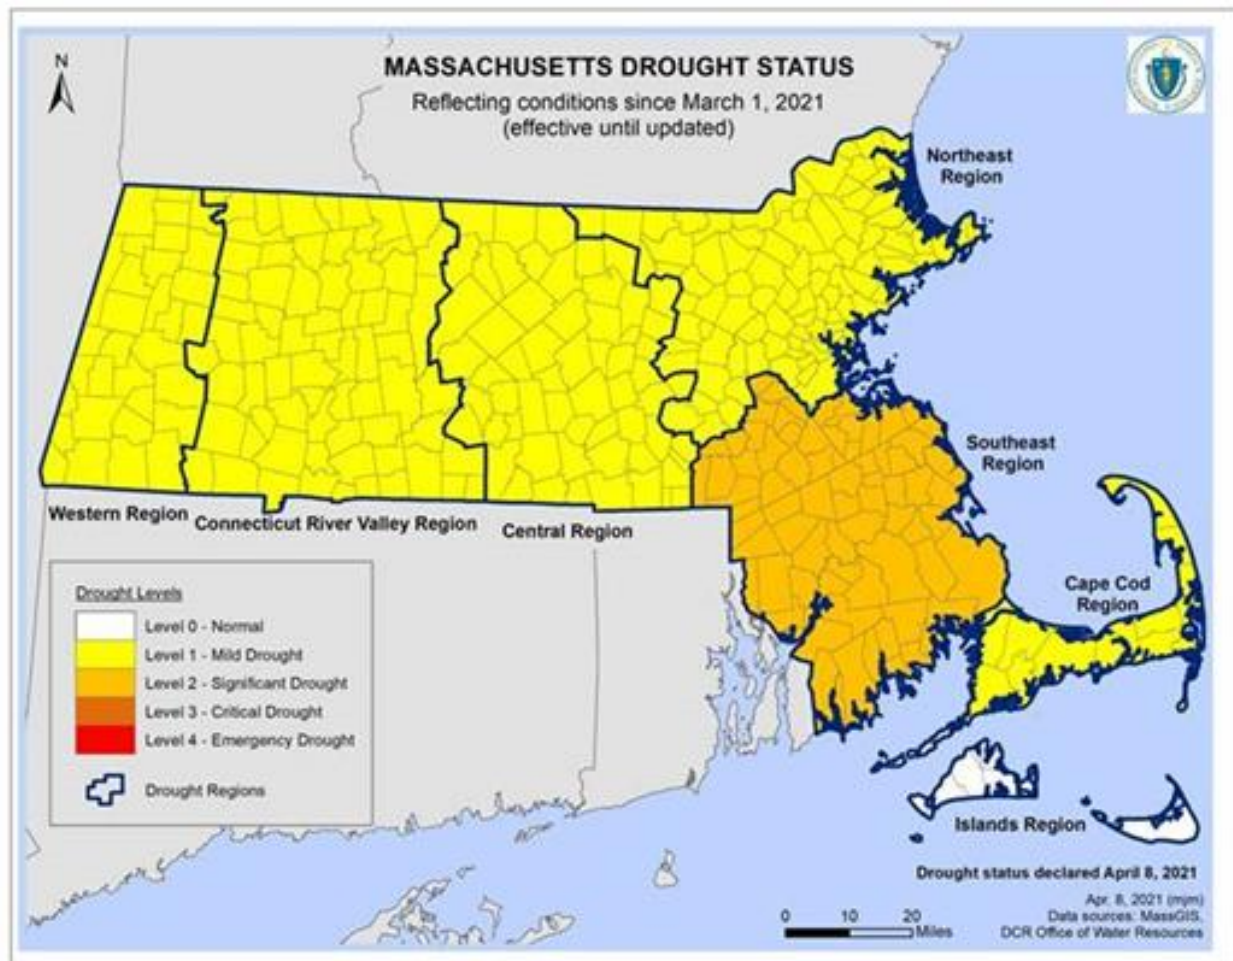 N
MASSACHUSETTS DROUGHT STATUS
Reflecting conditions since March 1, 2021
(effective until updated)
Northeast
Region
Southeast
Region
Western Region
Connecticut River Valley Region
Central Region
Cape Cod
Region
Drought Levels
Level 0 - Normal
Level 1 - Mild Drought
Level 2 - Significant Drought
Level 3 - Critical Drought
Level 4 - Emergency Drought
Drought Regions
Islands Region
Drought status declared April 8, 2021
Apr. 8, 2021 (mjm)
Data sources: MassGIS,
DCR Office of Water Resources
0 10 20
Miles